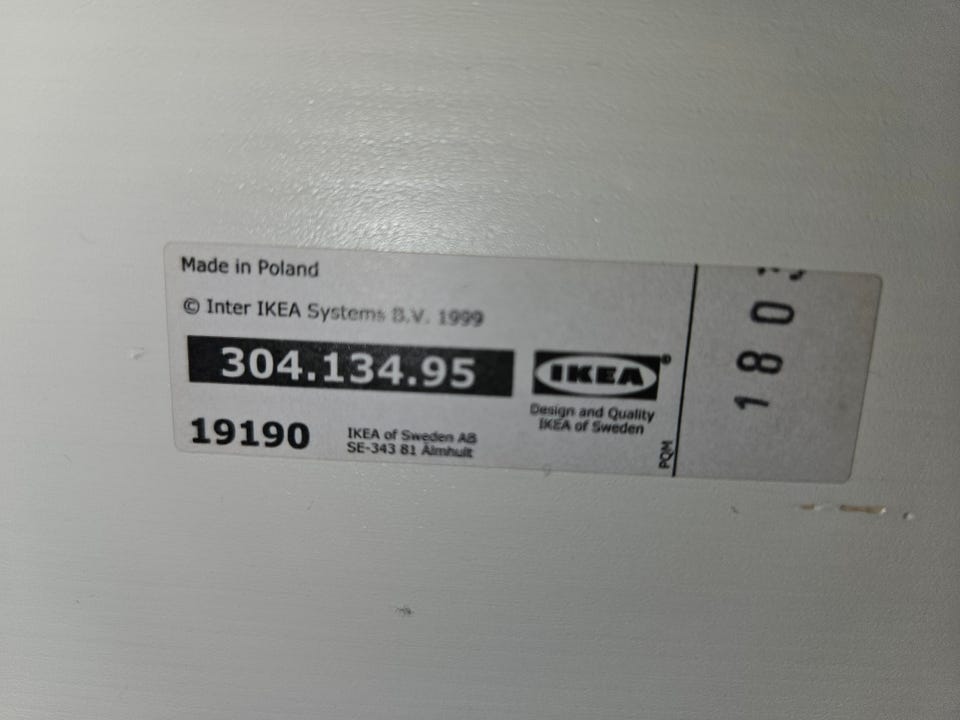 Made in Poland
© Inter IKEA Systems B.V. 1999
304.134.95
19190
IKEA of Sweden AB
SE-343 81 Älmhult
IKEA®
Design and Quality
IKEA of Sweden
PQM
180